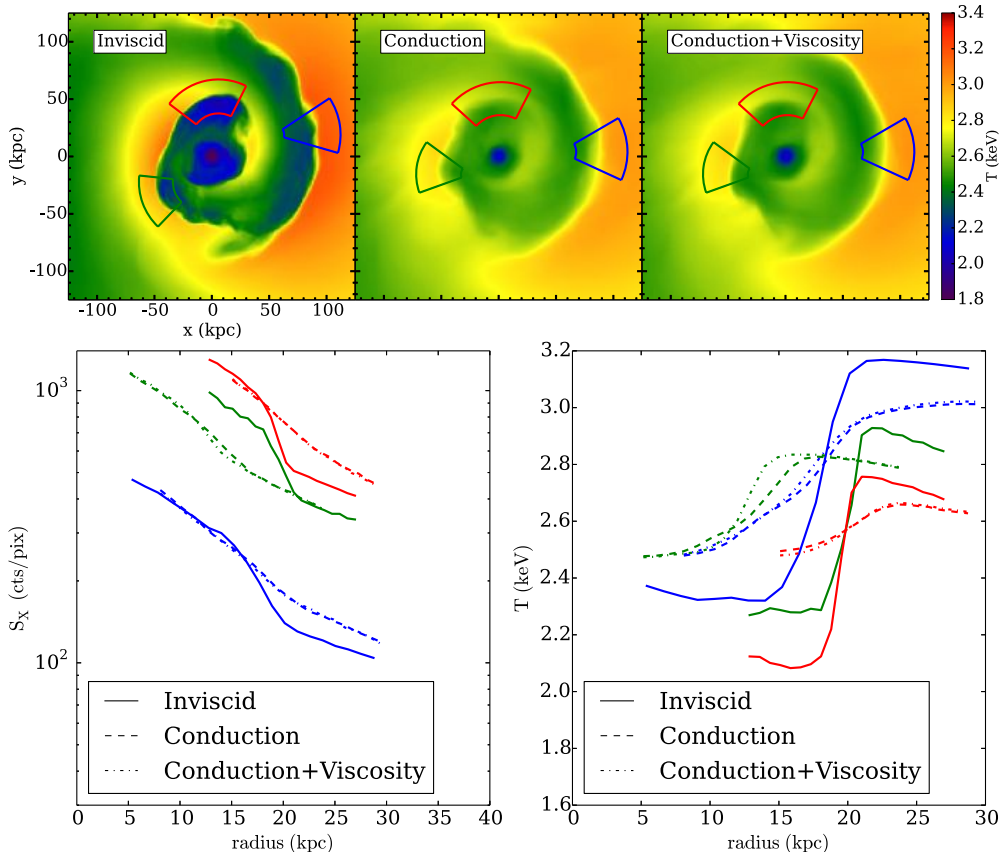 Inviscid
Conduction
Conduction+Viscosity
y (kpc)
100
50
0
-50
-100
-100 -50 0 50 100
x (kpc)
3.4
3.2
3.0
2.8
2.6
2.4
2.2
2.0
1.8
T (keV)
S_X (cts/pix)
10^3
10^2
Inviscid
Conduction
Conduction+Viscosity
0 5 10 15 20 25 30 35 40
radius (kpc)
T (keV)
3.2
3.0
2.8
2.6
2.4
2.2
2.0
1.8
1.6
Inviscid
Conduction
Conduction+Viscosity
0 5 10 15 20 25 30
radius (kpc)